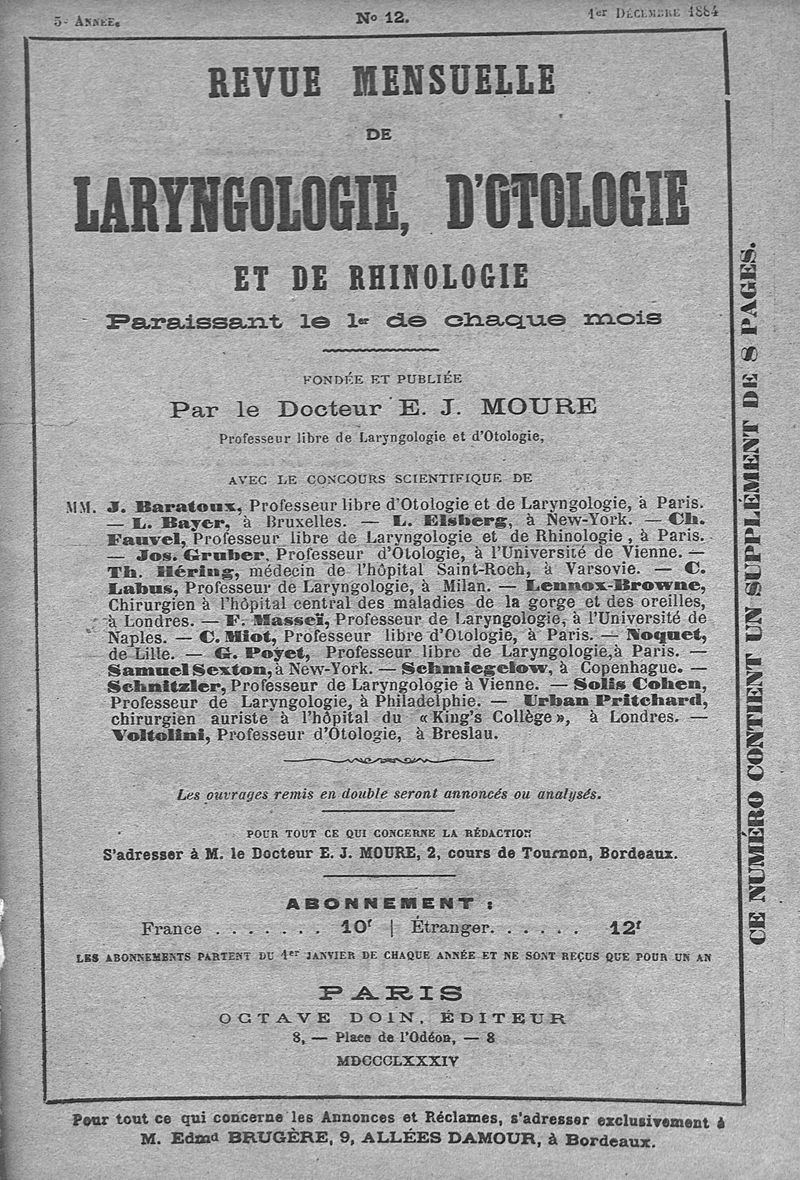 5e ANNÉE.
No 12.
1er DÉCEMBRE 1884
REVUE MENSUELLE
DE
LARYNGOLOGIE, D'OTOLOGIE
ET DE RHINOLOGIE
Paraissant le 1er de chaque mois
FONDÉE ET PUBLIÉE
Par le Docteur E. J. MOURE
Professeur libre de Laryngologie et d'Otologie,
AVEC LE CONCOURS SCIENTIFIQUE DE
MM. J. Baratoux, Professeur libre d'Otologie et de Laryngologie, à Paris.
— L. Bayer, à Bruxelles. — L. Elsberg, à New-York. — Ch.
Fauvel, Professeur libre de Laryngologie et de Rhinologie, à Paris.
— Jos. Gruber, Professeur d'Otologie, à l'Université de Vienne. —
Th. Héring, médecin de l'hôpital Saint-Roch, à Varsovie. — C.
Labus, Professeur de Laryngologie, à Milan. — Lennox-Browne,
Chirurgien à l'hôpital central des maladies de la gorge et des oreilles,
à Londres. — F. Masseï, Professeur de Laryngologie, à l'Université de
Naples. — C. Miot, Professeur libre d'Otologie, à Paris. — Noquet,
de Lille. — G. Poyet, Professeur libre de Laryngologie, à Paris. —
Samuel Sexton, à New-York. — Schmiegelow, à Copenhague. —
Schnitzler, Professeur de Laryngologie à Vienne. — Solis Cohen,
Professeur de Laryngologie, à Philadelphie. — Urban Pritchard,
chirurgien auriste à l'hôpital du « King's Collège », à Londres. —
Voltolini, Professeur d'Otologie, à Breslau.
Les ouvrages remis en double seront annoncés ou analysés.
POUR TOUT CE QUI CONCERNE LA RÉDACTION
S'adresser à M. le Docteur E. J. MOURE, 2, cours de Tournon, Bordeaux.
ABONNEMENT :
France . . . . . . . 10f | Étranger. . . . . . 12f
LES ABONNEMENTS PARTENT DU 1er JANVIER DE CHAQUE ANNÉE ET NE SONT REÇUS QUE POUR UN AN
PARIS
OCTAVE DOIN, ÉDITEUR
8, — Place de l'Odéon, — 8
MDCCCLXXXIV
Pour tout ce qui concerne les Annonces et Réclames, s'adresser exclusivement à
M. Edmd BRUGÈRE, 9, ALLÉES DAMOUR, à Bordeaux.
CE NUMÉRO CONTIENT UN SUPPLÉMENT DE 8 PAGES.